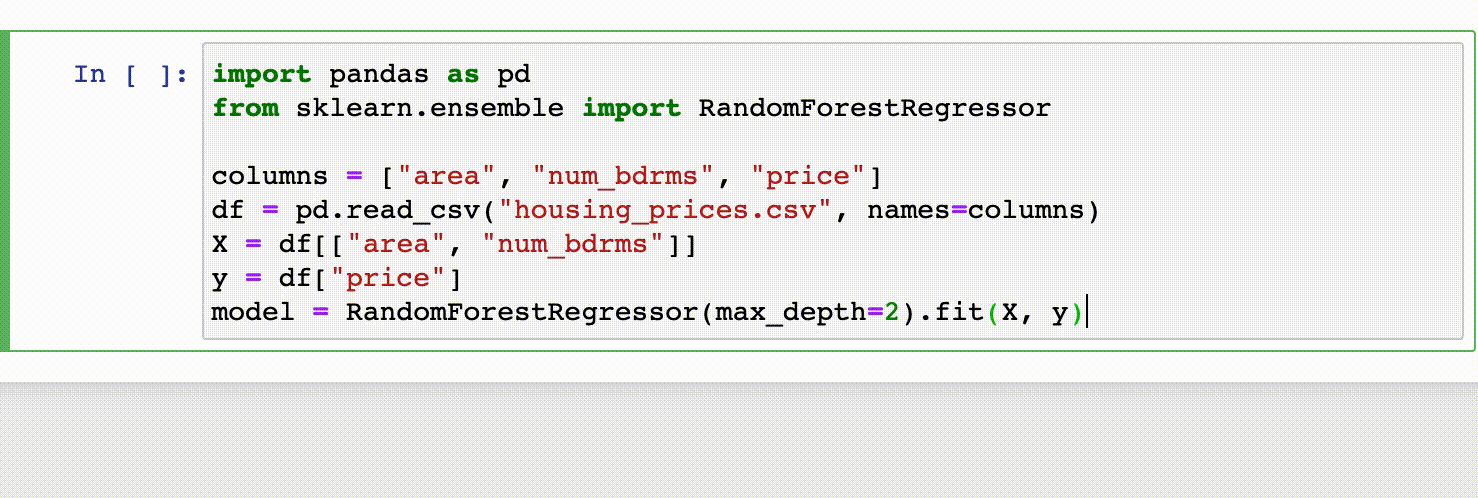 In [ ]: import pandas as pd
from sklearn.ensemble import RandomForestRegressor
columns = ["area", "num_bdrms", "price"]
df = pd.read_csv("housing_prices.csv", names=columns)
X = df[["area", "num_bdrms"]]
y = df["price"]
model = RandomForestRegressor(max_depth=2).fit(X, y)